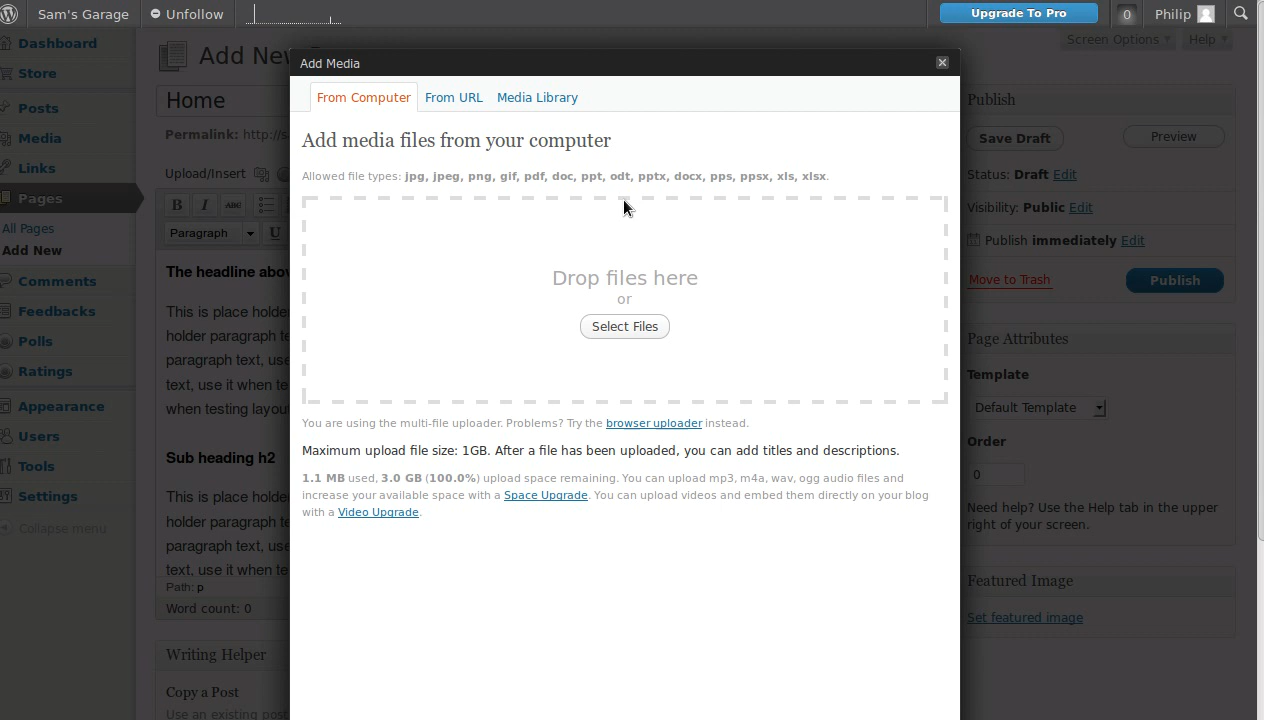 Sam's Garage
Unfollow
Upgrade To Pro
0
Philip
Dashboard
Store
Posts
Media
Links
Pages
All Pages
Add New
Comments
Feedbacks
Polls
Ratings
Appearance
Users
Tools
Settings
Collapse menu
Add New
Screen Options
Help
Home
Permalink: http://s
Upload/Insert
B I ABC
Paragraph U
The headline abov
This is place holde
holder paragraph te
paragraph text, use
text, use it when te
when testing layou
Sub heading h2
This is place holde
holder paragraph te
paragraph text, use
text, use it when te
Path: p
Word count: 0
Writing Helper
Copy a Post
Use an existing post
Add Media
From Computer From URL Media Library
Add media files from your computer
Allowed file types: jpg, jpeg, png, gif, pdf, doc, ppt, odt, pptx, docx, pps, ppsx, xls, xlsx.
Drop files here
or
Select Files
You are using the multi-file uploader. Problems? Try the browser uploader instead.
Maximum upload file size: 1GB. After a file has been uploaded, you can add titles and descriptions.
1.1 MB used, 3.0 GB (100.0%) upload space remaining. You can upload mp3, m4a, wav, ogg audio files and
increase your available space with a Space Upgrade. You can upload videos and embed them directly on your blog
with a Video Upgrade.
Publish
Save Draft Preview
Status: Draft Edit
Visibility: Public Edit
Publish immediately Edit
Move to Trash Publish
Page Attributes
Template
Default Template
Order
0
Need help? Use the Help tab in the upper
right of your screen.
Featured Image
Set featured image